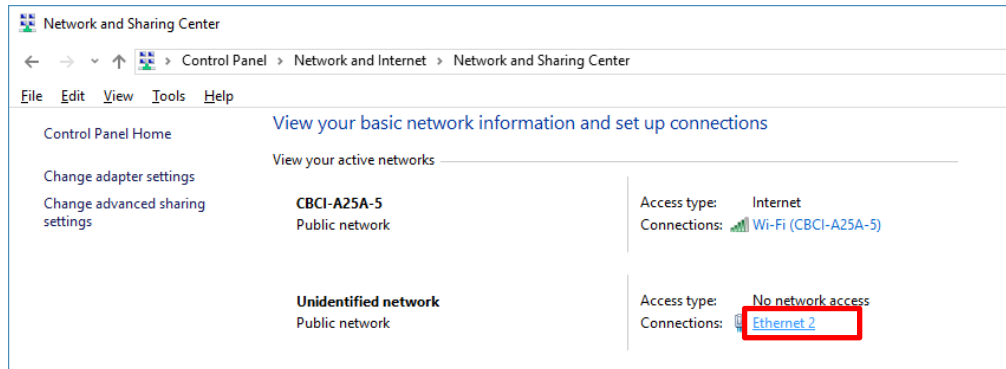 Network and Sharing Center
Control Panel > Network and Internet > Network and Sharing Center
File Edit View Tools Help
Control Panel Home
Change adapter settings
Change advanced sharing
settings
View your basic network information and set up connections
View your active networks
CBCI-A25A-5
Public network
Access type: Internet
Connections: Wi-Fi (CBCI-A25A-5)
Unidentified network
Public network
Access type: No network access
Connections: Ethernet 2